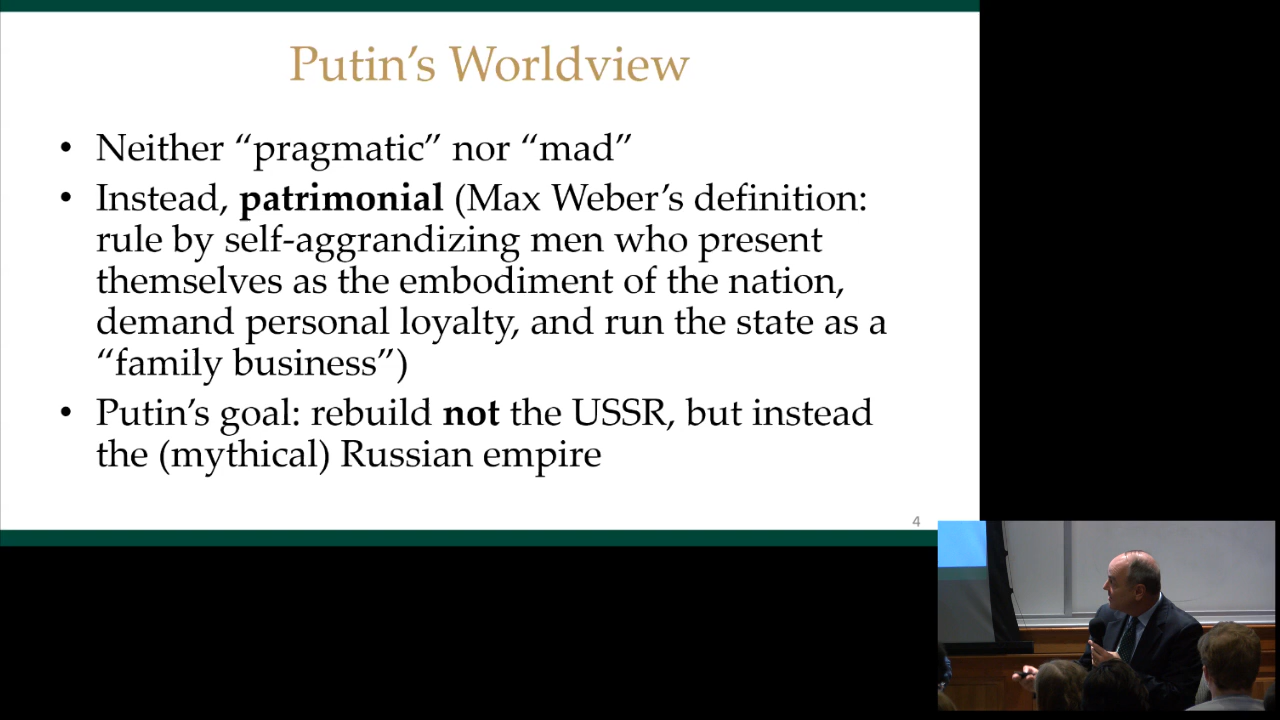 Putin’s Worldview
• Neither “pragmatic” nor “mad”
• Instead, patrimonial (Max Weber’s definition:
rule by self-aggrandizing men who present
themselves as the embodiment of the nation,
demand personal loyalty, and run the state as a
“family business”)
• Putin’s goal: rebuild not the USSR, but instead
the (mythical) Russian empire
4